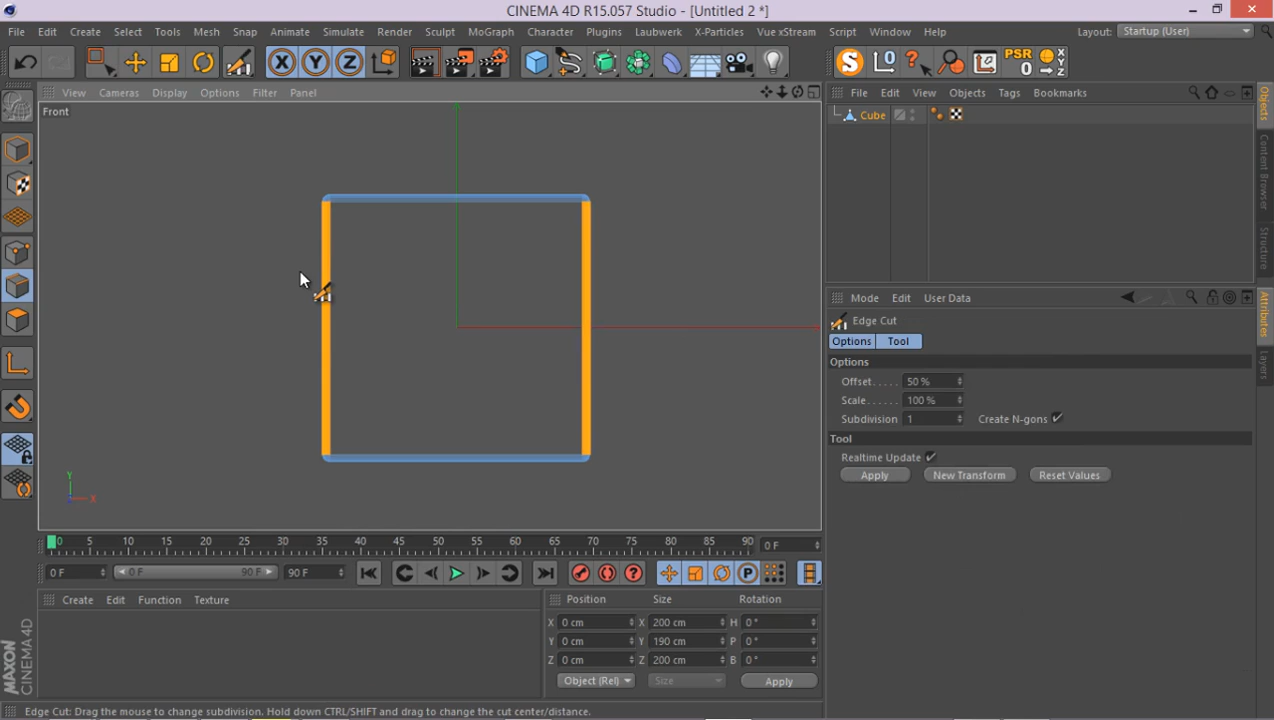 CINEMA 4D R15.057 Studio - [Untitled 2 *]
File Edit Create Select Tools Mesh Snap Animate Simulate Render Sculpt MoGraph Character Plugins Laubwerk X-Particles Vue xStream Script Window Help Layout: Startup (User)
X Y Z S 0 ? PSR 0 X Y Z
View Cameras Display Options Filter Panel
File Edit View Objects Tags Bookmarks
Front
Cube
Objects
Content Browser
Structure
Mode Edit User Data
Edge Cut
Options Tool
Options
Offset . . . . . 50 %
Scale . . . . . . 100 %
Subdivision 1 Create N-gons
Tool
Realtime Update
Apply New Transform Reset Values
Attributes
Layers
Y
X
0 5 10 15 20 25 30 35 40 45 50 55 60 65 70 75 80 85 90 0 F
0 F 0 F 90 F 90 F ? P
Create Edit Function Texture
Position Size Rotation
X 0 cm X 200 cm H 0 °
Y 0 cm Y 190 cm P 0 °
Z 0 cm Z 200 cm B 0 °
Object (Rel) Size Apply
MAXON CINEMA 4D
Edge Cut: Drag the mouse to change subdivision. Hold down CTRL/SHIFT and drag to change the cut center/distance.